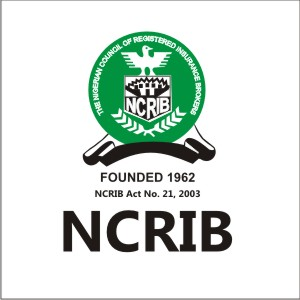 THE NIGERIAN COUNCIL OF REGISTERED INSURANCE BROKERS
NCRIB
FOUNDED 1962
NCRIB Act No. 21, 2003
NCRIB